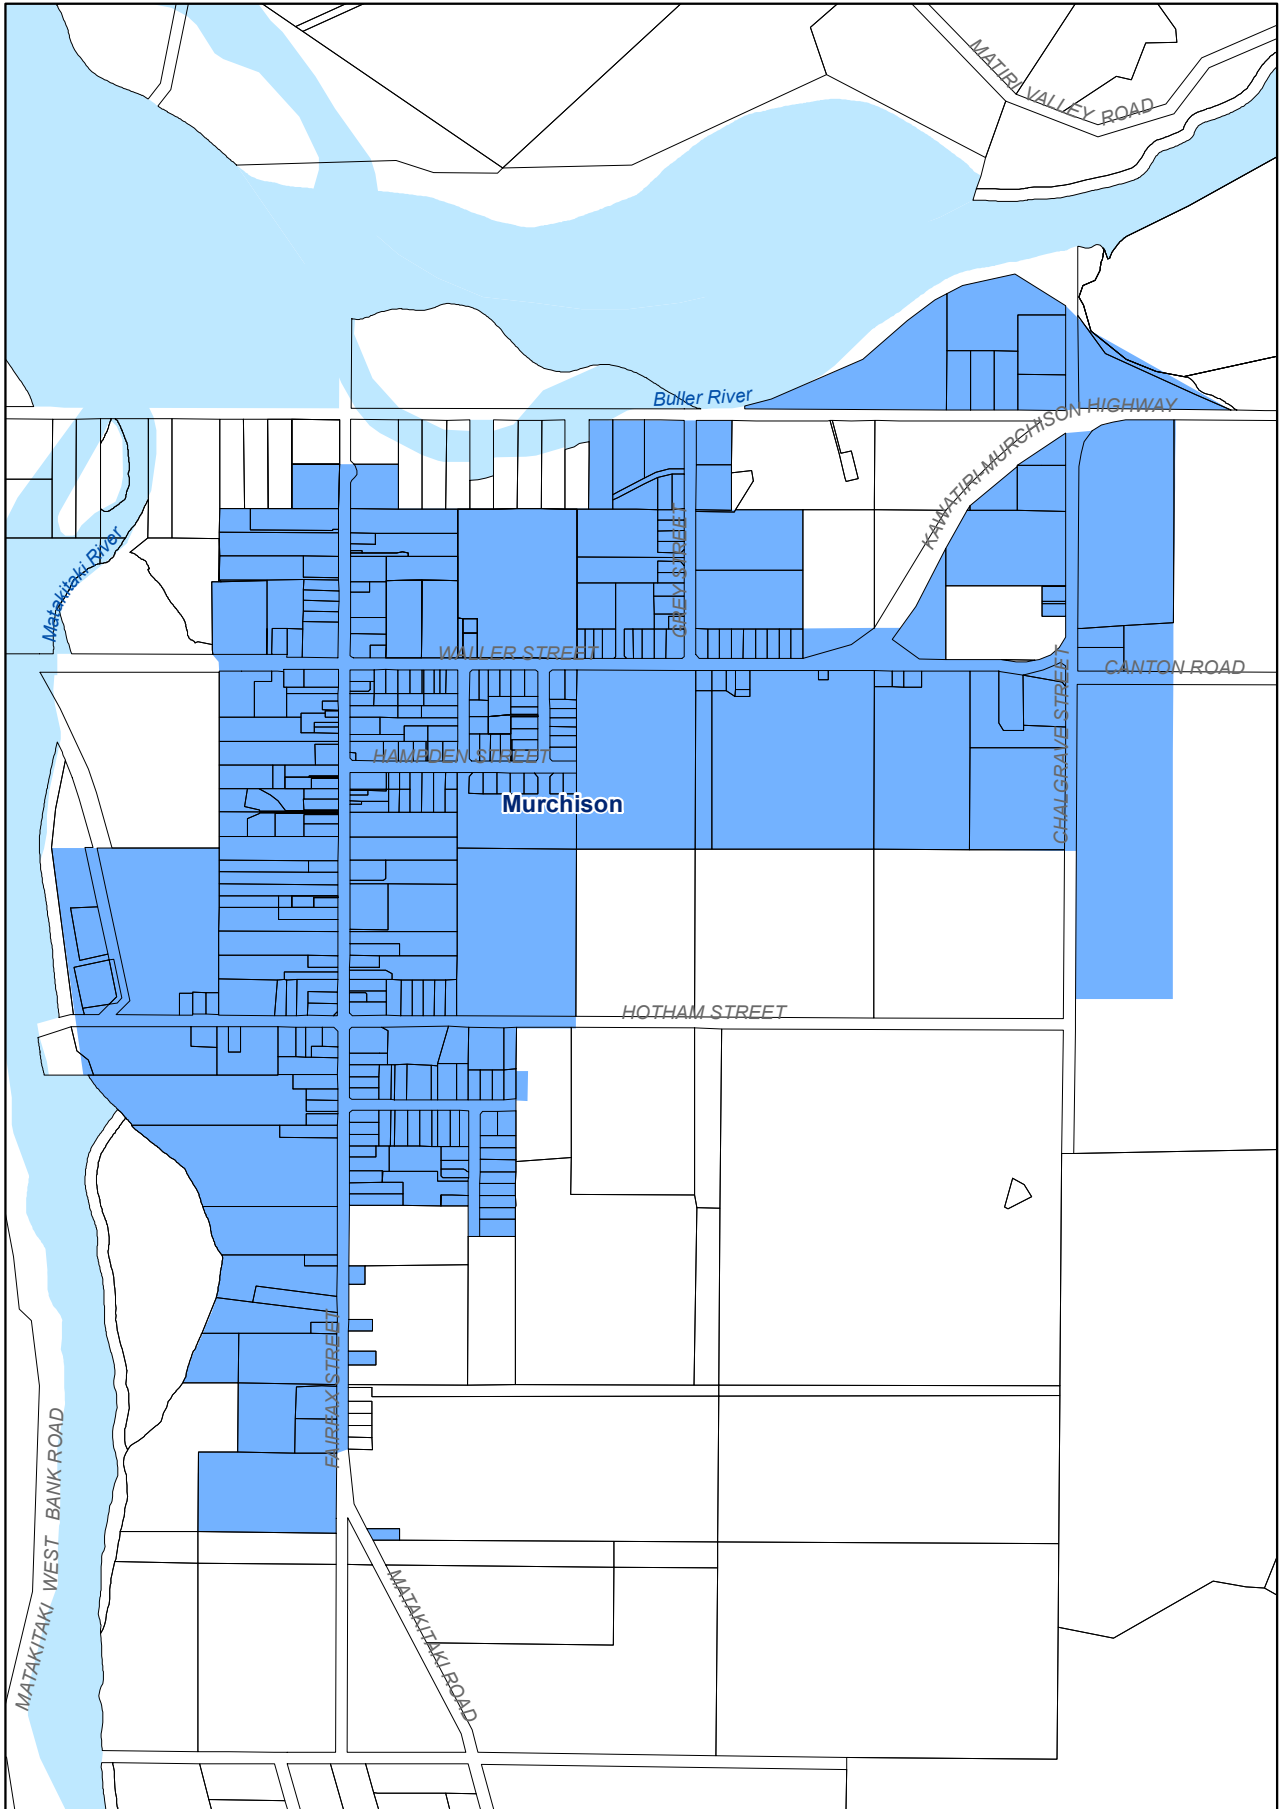 MATIRI VALLEY ROAD
Buller River
KAWATIRI-MURCHISON HIGHWAY
GREY STREET
Matakitaki River
WALLER STREET
CANTON ROAD
CHALGRAVE STREET
HAMPDEN STREET
Murchison
HOTHAM STREET
FAIRFAX STREET
MATAKITAKI WEST BANK ROAD
MATAKITAKI ROAD